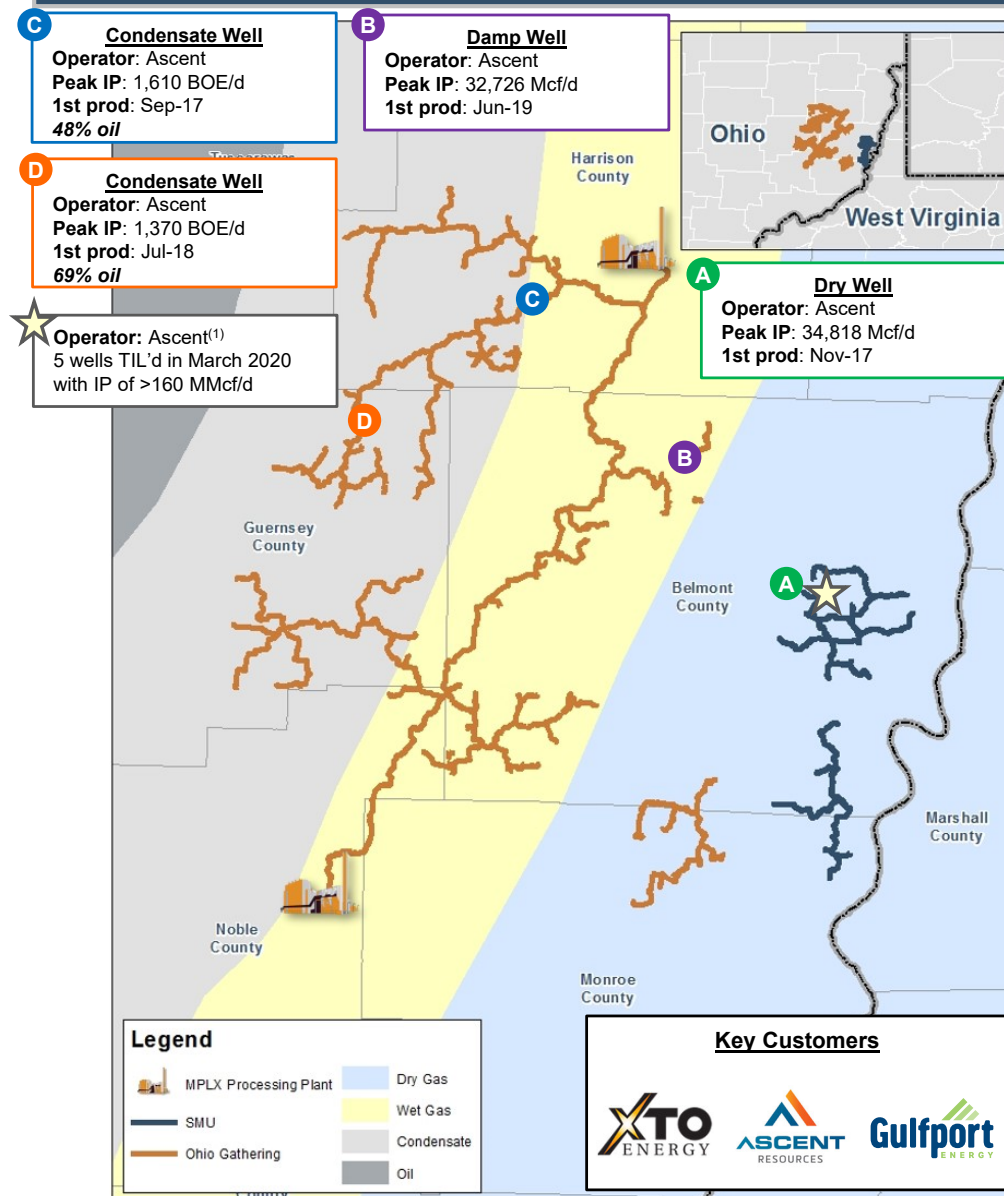 C
Condensate Well
Operator: Ascent
Peak IP: 1,610 BOE/d
1st prod: Sep-17
48% oil
B
Damp Well
Operator: Ascent
Peak IP: 32,726 Mcf/d
1st prod: Jun-19
D
Condensate Well
Operator: Ascent
Peak IP: 1,370 BOE/d
1st prod: Jul-18
69% oil
Operator: Ascent(1)
5 wells TIL'd in March 2020
with IP of >160 MMcf/d
Ohio
West Virginia
A
Dry Well
Operator: Ascent
Peak IP: 34,818 Mcf/d
1st prod: Nov-17
Harrison
County
C
D
B
Guernsey
County
Belmont
County
A
Marshall
County
Noble
County
Monroe
County
Legend
MPLX Processing Plant
SMU
Ohio Gathering
Dry Gas
Wet Gas
Condensate
Oil
Key Customers
XTO
ENERGY
ASCENT
RESOURCES
Gulfport
ENERGY